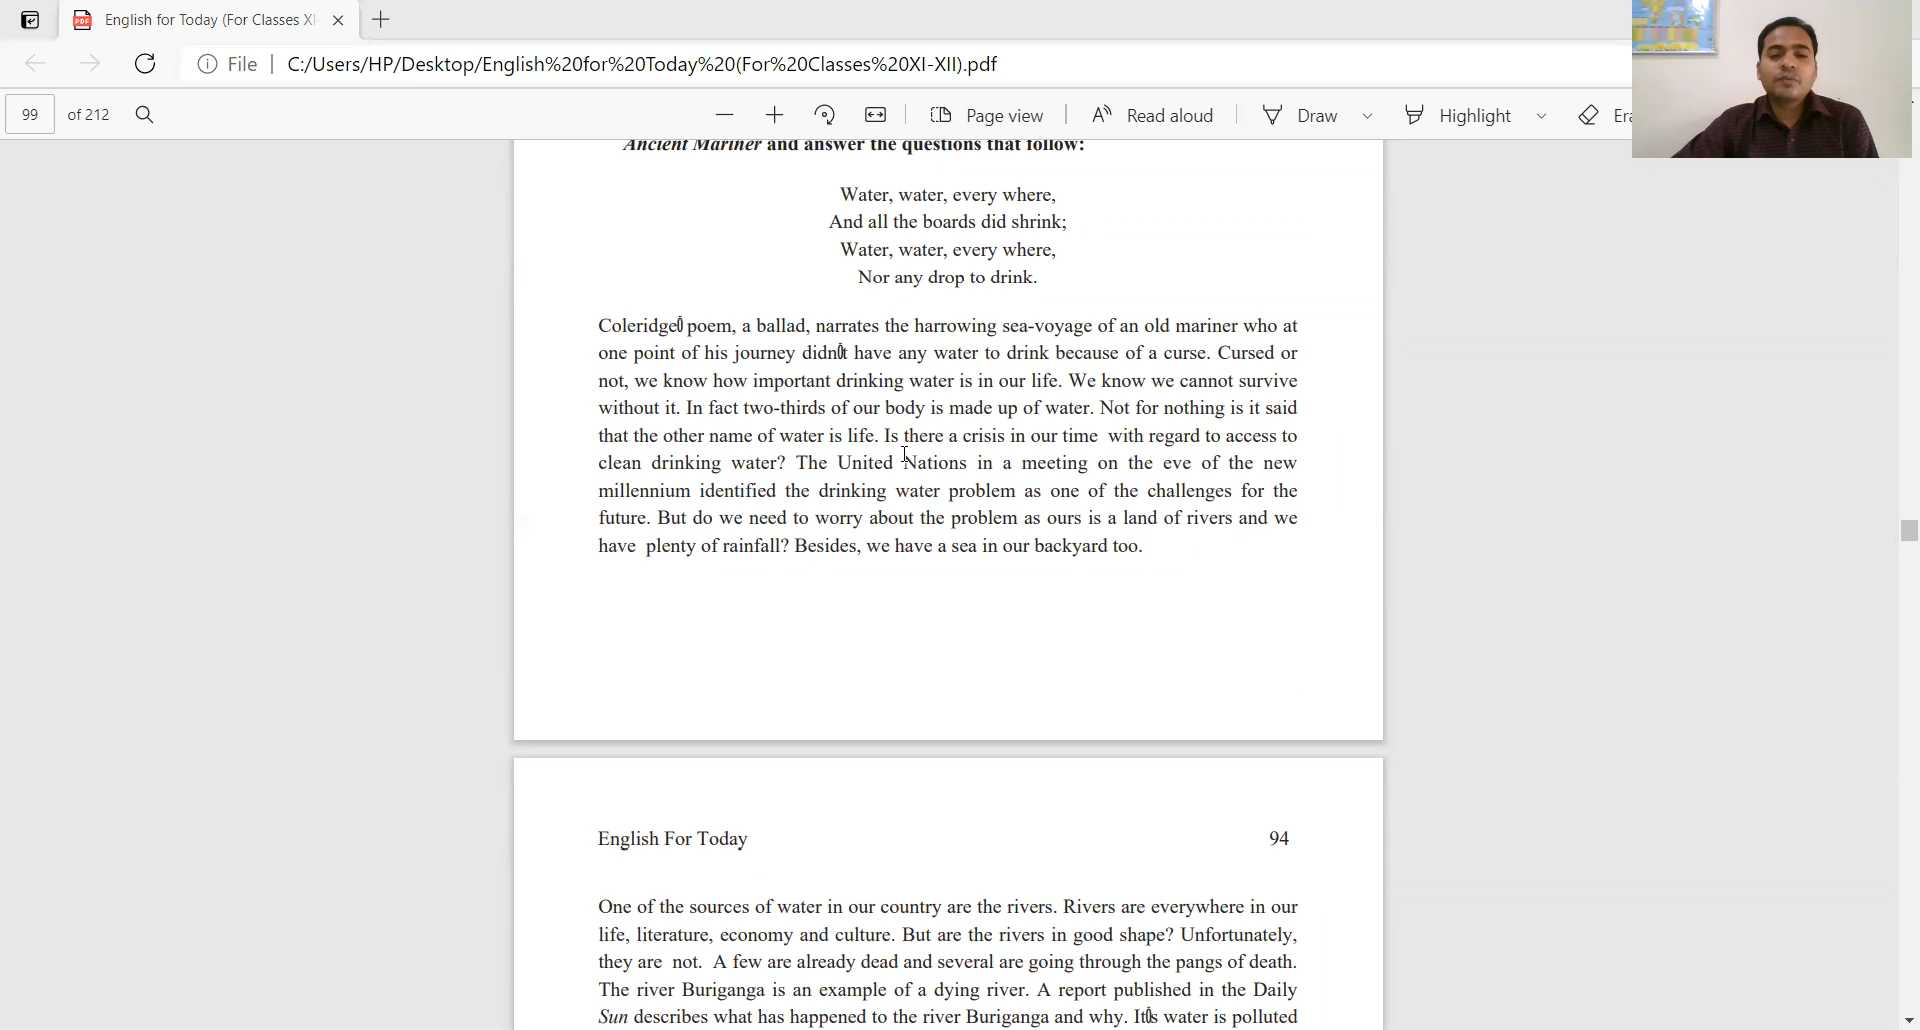 English for Today (For Classes XI-
File
C:/Users/HP/Desktop/English%20for%20Today%20(For%20Classes%20XI-XII).pdf
99 of 212
Page view
Read aloud
Draw
Highlight
Era
Ancient Mariner and answer the questions that follow:
Water, water, every where,
And all the boards did shrink;
Water, water, every where,
Nor any drop to drink.
Coleridge poem, a ballad, narrates the harrowing sea-voyage of an old mariner who at
one point of his journey didnÕt have any water to drink because of a curse. Cursed or
not, we know how important drinking water is in our life. We know we cannot survive
without it. In fact two-thirds of our body is made up of water. Not for nothing is it said
that the other name of water is life. Is there a crisis in our time with regard to access to
clean drinking water? The United Nations in a meeting on the eve of the new
millennium identified the drinking water problem as one of the challenges for the
future. But do we need to worry about the problem as ours is a land of rivers and we
have plenty of rainfall? Besides, we have a sea in our backyard too.
English For Today 94
One of the sources of water in our country are the rivers. Rivers are everywhere in our
life, literature, economy and culture. But are the rivers in good shape? Unfortunately,
they are not. A few are already dead and several are going through the pangs of death.
The river Buriganga is an example of a dying river. A report published in the Daily
Sun describes what has happened to the river Buriganga and why. ItÕs water is polluted